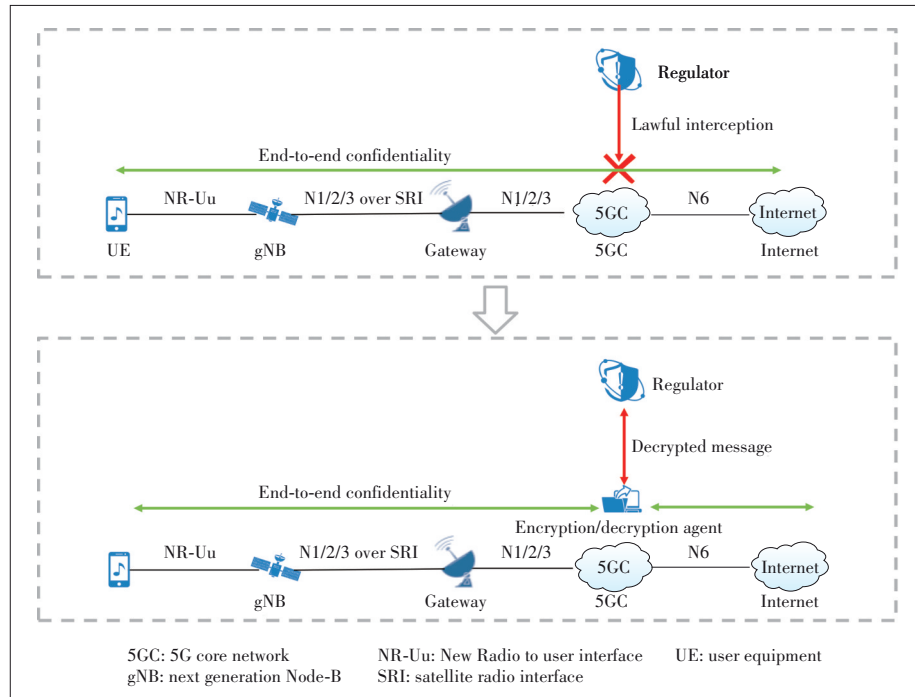 Regulator
Lawful interception
End-to-end confidentiality
NR-Uu N1/2/3 over SRI N1/2/3 5GC N6 Internet
UE gNB Gateway 5GC Internet
Regulator
Decrypted message
End-to-end confidentiality
Encryption/decryption agent
NR-Uu N1/2/3 over SRI N1/2/3 5GC N6 Internet
gNB Gateway 5GC Internet
5GC: 5G core network NR-Uu: New Radio to user interface UE: user equipment
gNB: next generation Node-B SRI: satellite radio interface